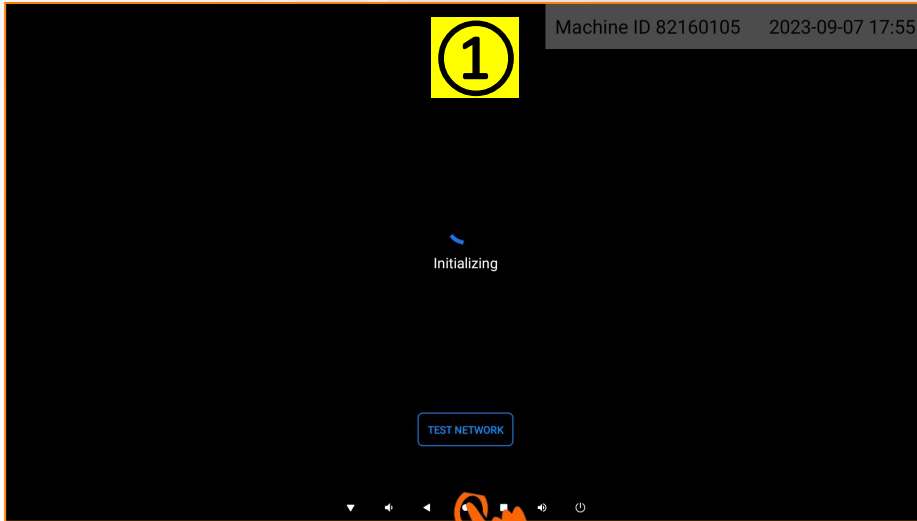 Machine ID 82160105 2023-09-07 17:55
①
Initializing
TEST NETWORK